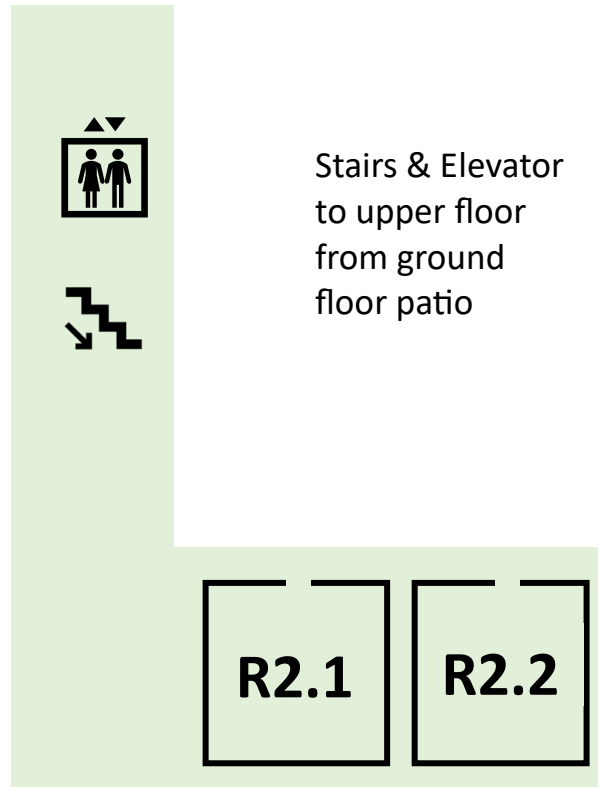 Stairs & Elevator
to upper floor
from ground
floor patio
R2.1
R2.2